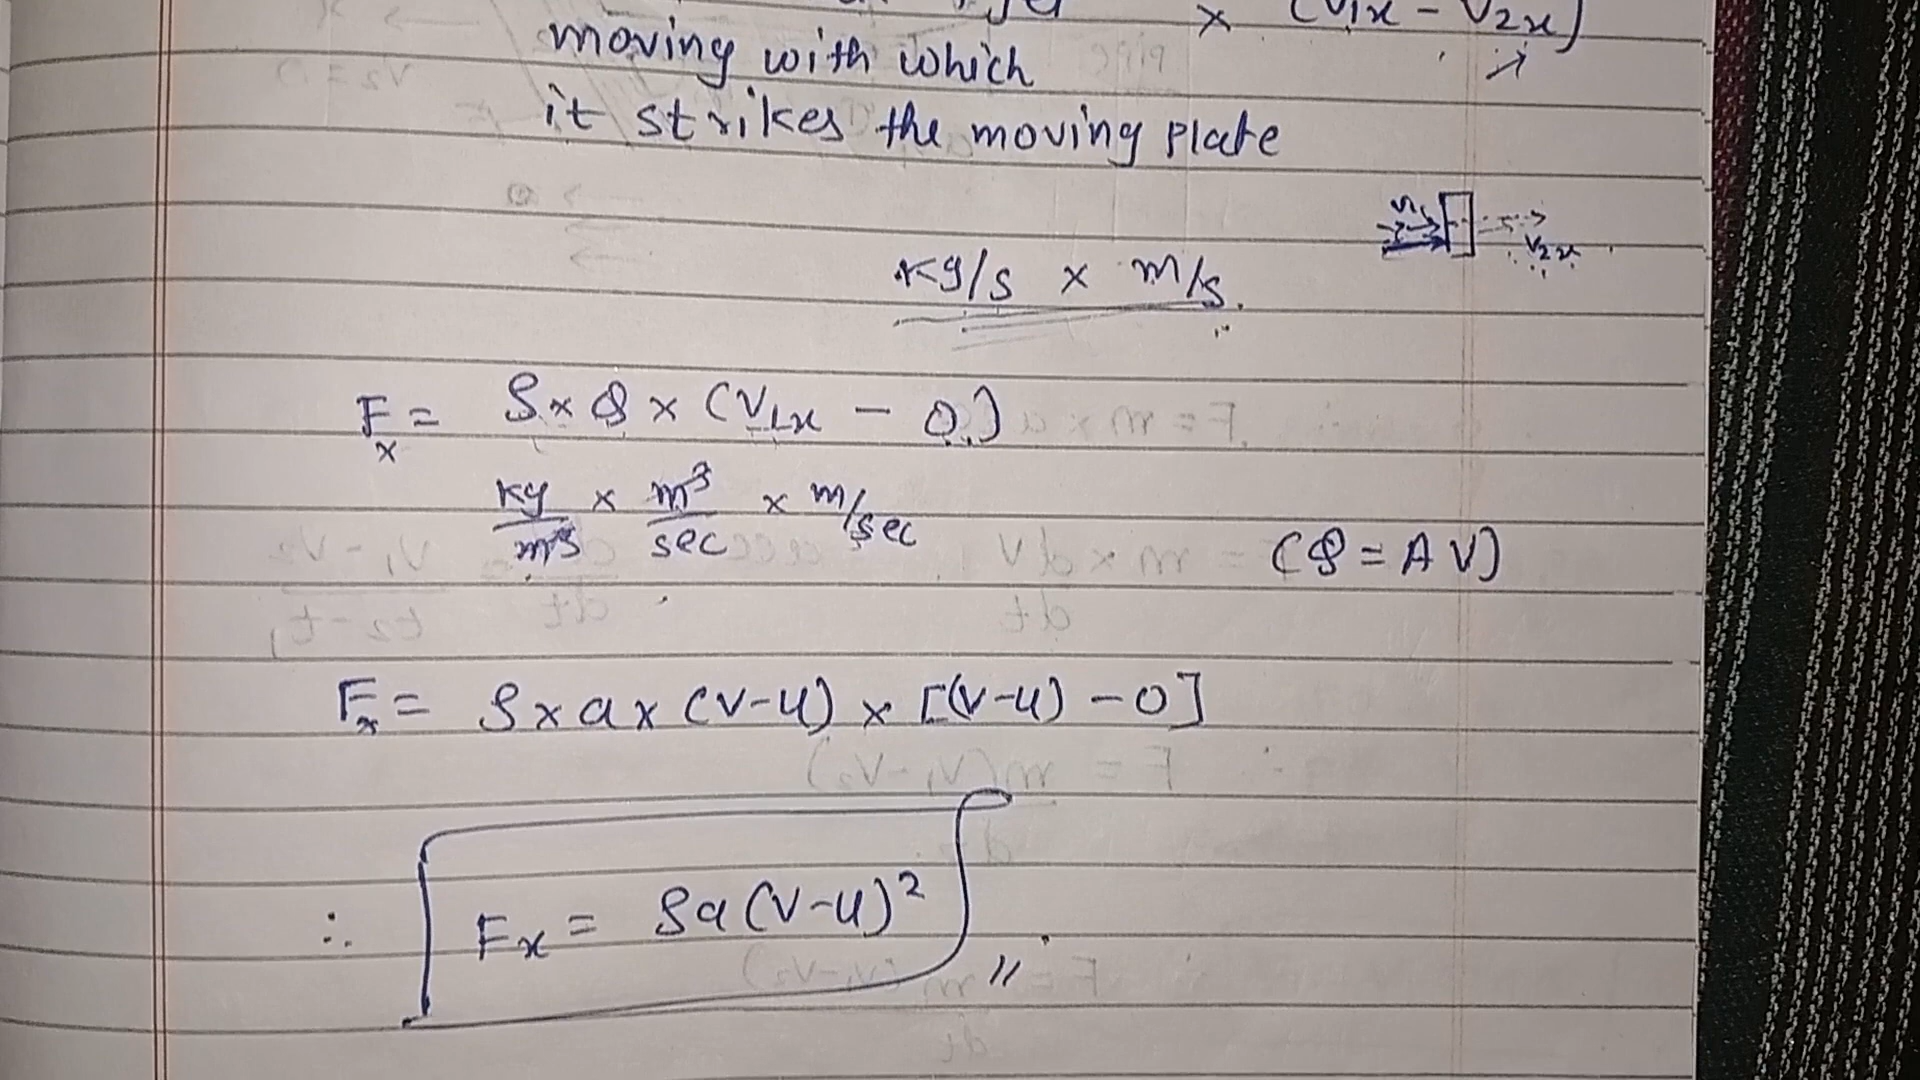 × (V1x - V2x)
moving with which
it strikes the moving plate
V2x
Kg/s × m/s.
Fx = ρ × Q × (V1x - 0)
Kg/m³ × m³/sec × m/sec
(Q = AV)
Fx = ρ × a × (V-u) × [(V-u) - 0]
∴ Fx = ρa(V-u)²